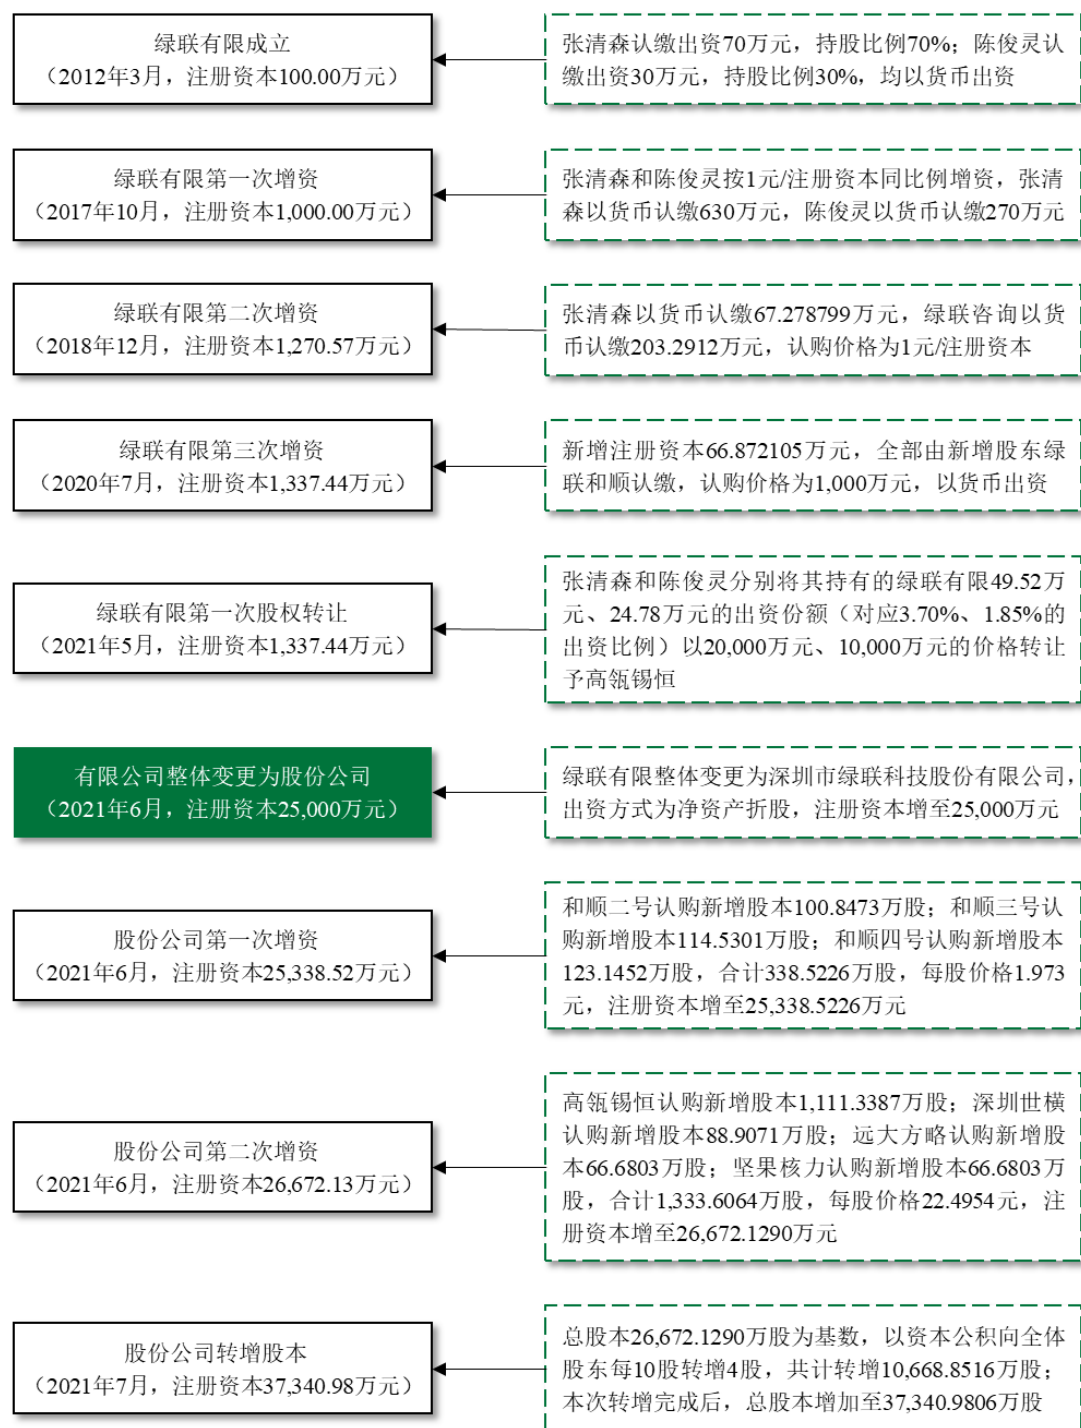 绿联有限成立
（2012年3月，注册资本100.00万元）
张清森认缴出资70万元，持股比例70%；陈俊灵认
缴出资30万元，持股比例30%，均以货币出资
绿联有限第一次增资
（2017年10月，注册资本1,000.00万元）
张清森和陈俊灵按1元/注册资本同比例增资，张清
森以货币认缴630万元，陈俊灵以货币认缴270万元
绿联有限第二次增资
（2018年12月，注册资本1,270.57万元）
张清森以货币认缴67.278799万元，绿联咨询以货
币认缴203.2912万元，认购价格为1元/注册资本
绿联有限第三次增资
（2020年7月，注册资本1,337.44万元）
新增注册资本66.872105万元，全部由新增股东绿
联和顺认缴，认购价格为1,000万元，以货币出资
绿联有限第一次股权转让
（2021年5月，注册资本1,337.44万元）
张清森和陈俊灵分别将其持有的绿联有限49.52万
元、24.78万元的出资份额（对应3.70%、1.85%的
出资比例）以20,000万元、10,000万元的价格转让
予高瓴锡恒
有限公司整体变更为股份公司
（2021年6月，注册资本25,000万元）
绿联有限整体变更为深圳市绿联科技股份有限公司，
出资方式为净资产折股，注册资本增至25,000万元
股份公司第一次增资
（2021年6月，注册资本25,338.52万元）
和顺二号认购新增股本100.8473万股；和顺三号认
购新增股本114.5301万股；和顺四号认购新增股本
123.1452万股，合计338.5226万股，每股价格1.973
元，注册资本增至25,338.5226万元
股份公司第二次增资
（2021年6月，注册资本26,672.13万元）
高瓴锡恒认购新增股本1,111.3387万股；深圳世横
认购新增股本88.9071万股；远大方略认购新增股
本66.6803万股；坚果核力认购新增股本66.6803万
股，合计1,333.6064万股，每股价格22.4954元，注
册资本增至26,672.1290万元
股份公司转增股本
（2021年7月，注册资本37,340.98万元）
总股本26,672.1290万股为基数，以资本公积向全体
股东每10股转增4股，共计转增10,668.8516万股；
本次转增完成后，总股本增加至37,340.9806万股